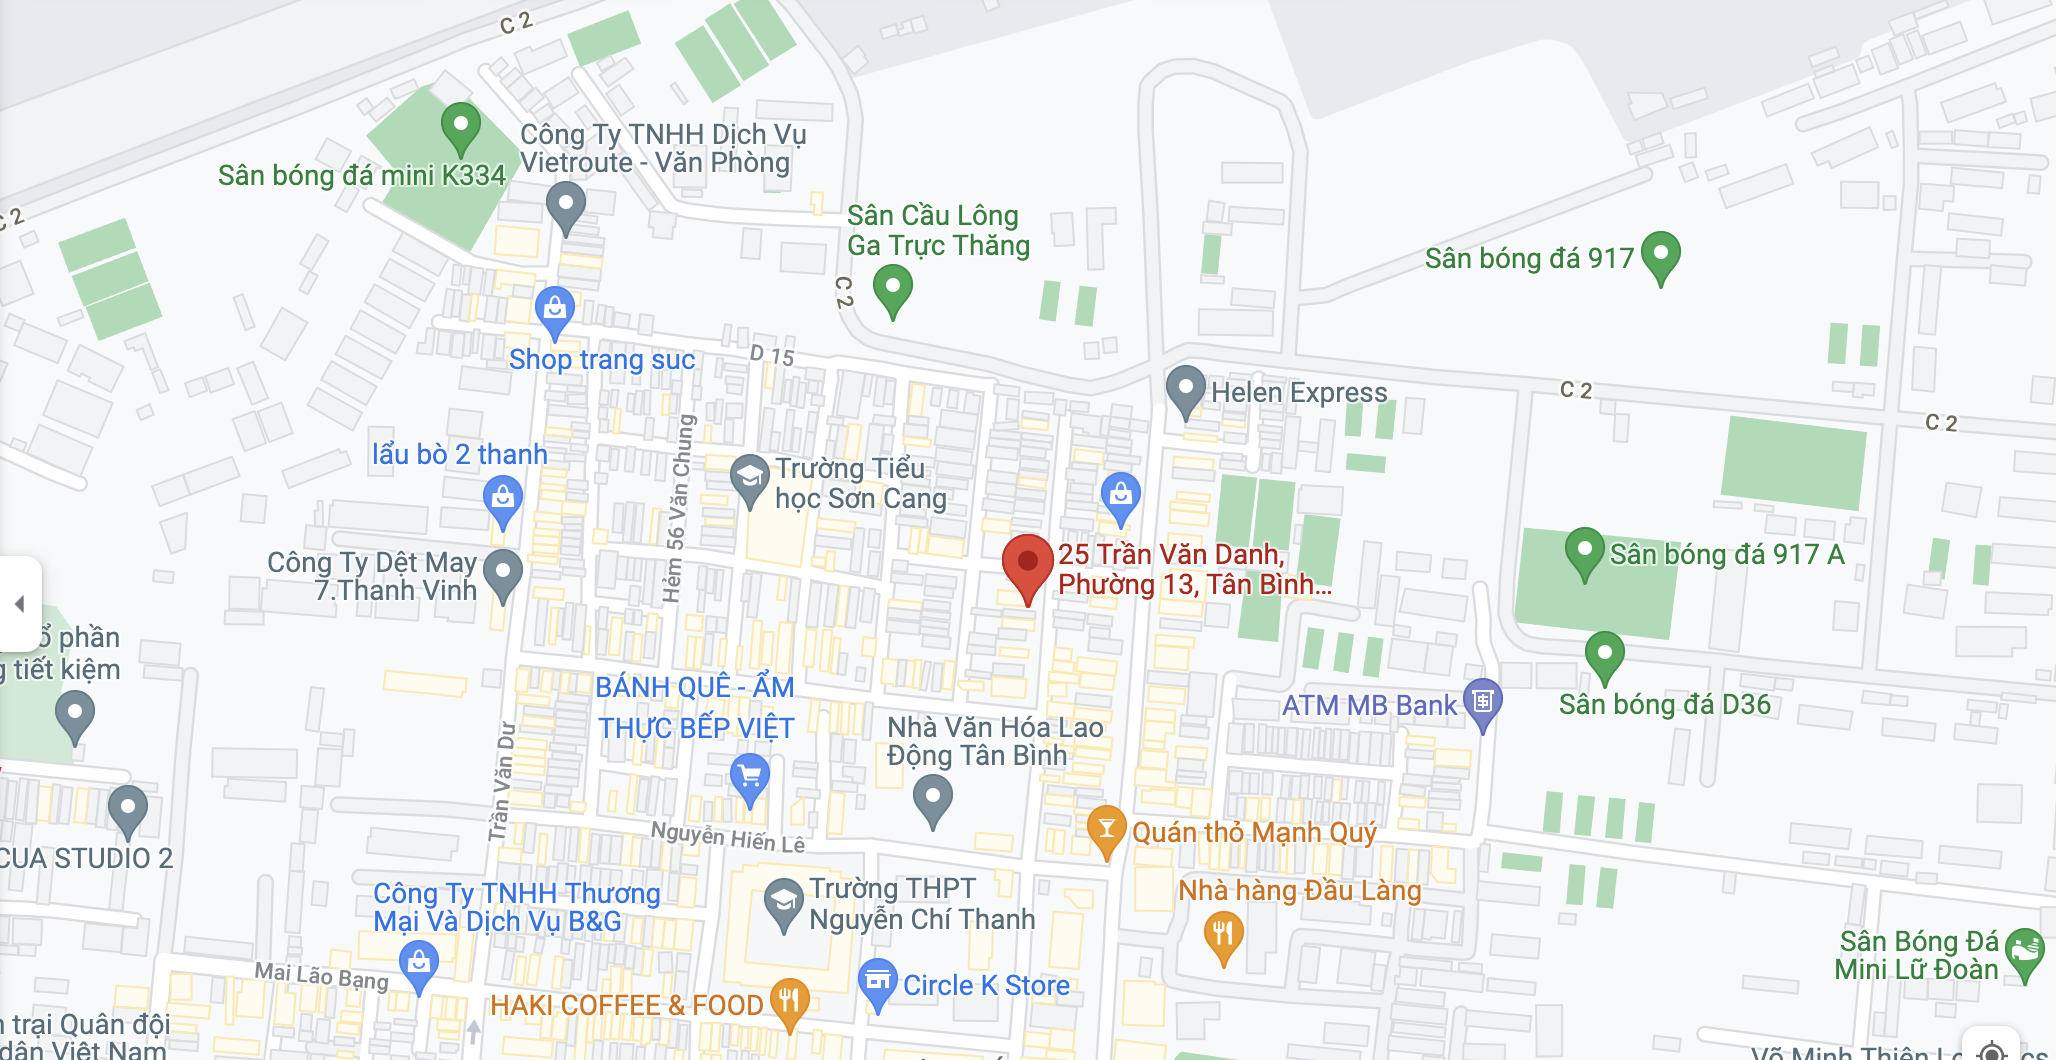 C 2
Công Ty TNHH Dịch Vụ
Vietroute - Văn Phòng
Sân bóng đá mini K334
C 2
Sân Cầu Lông
Ga Trực Thăng
Sân bóng đá 917
C 2
Shop trang suc
D 15
Helen Express
C 2
C 2
lẩu bò 2 thanh
Hẻm 56 Văn Chung
Trường Tiểu
học Sơn Cang
Công Ty Dệt May
7.Thanh Vinh
25 Trần Văn Danh,
Phường 13, Tân Bình...
Sân bóng đá 917 A
ổ phần
tiết kiệm
BÁNH QUÊ - ẨM
THỰC BẾP VIỆT
ATM MB Bank
Sân bóng đá D36
Trần Văn Dư
Nhà Văn Hóa Lao
Động Tân Bình
Nguyễn Hiến Lê
Quán thỏ Mạnh Quý
CUA STUDIO 2
Công Ty TNHH Thương
Mại Và Dịch Vụ B&G
Trường THPT
Nguyễn Chí Thanh
Nhà hàng Đầu Làng
Sân Bóng Đá
Mini Lữ Đoàn
Mai Lão Bạng
HAKI COFFEE & FOOD
Circle K Store
trại Quân đội
dân Việt Nam
Võ Minh Thiên